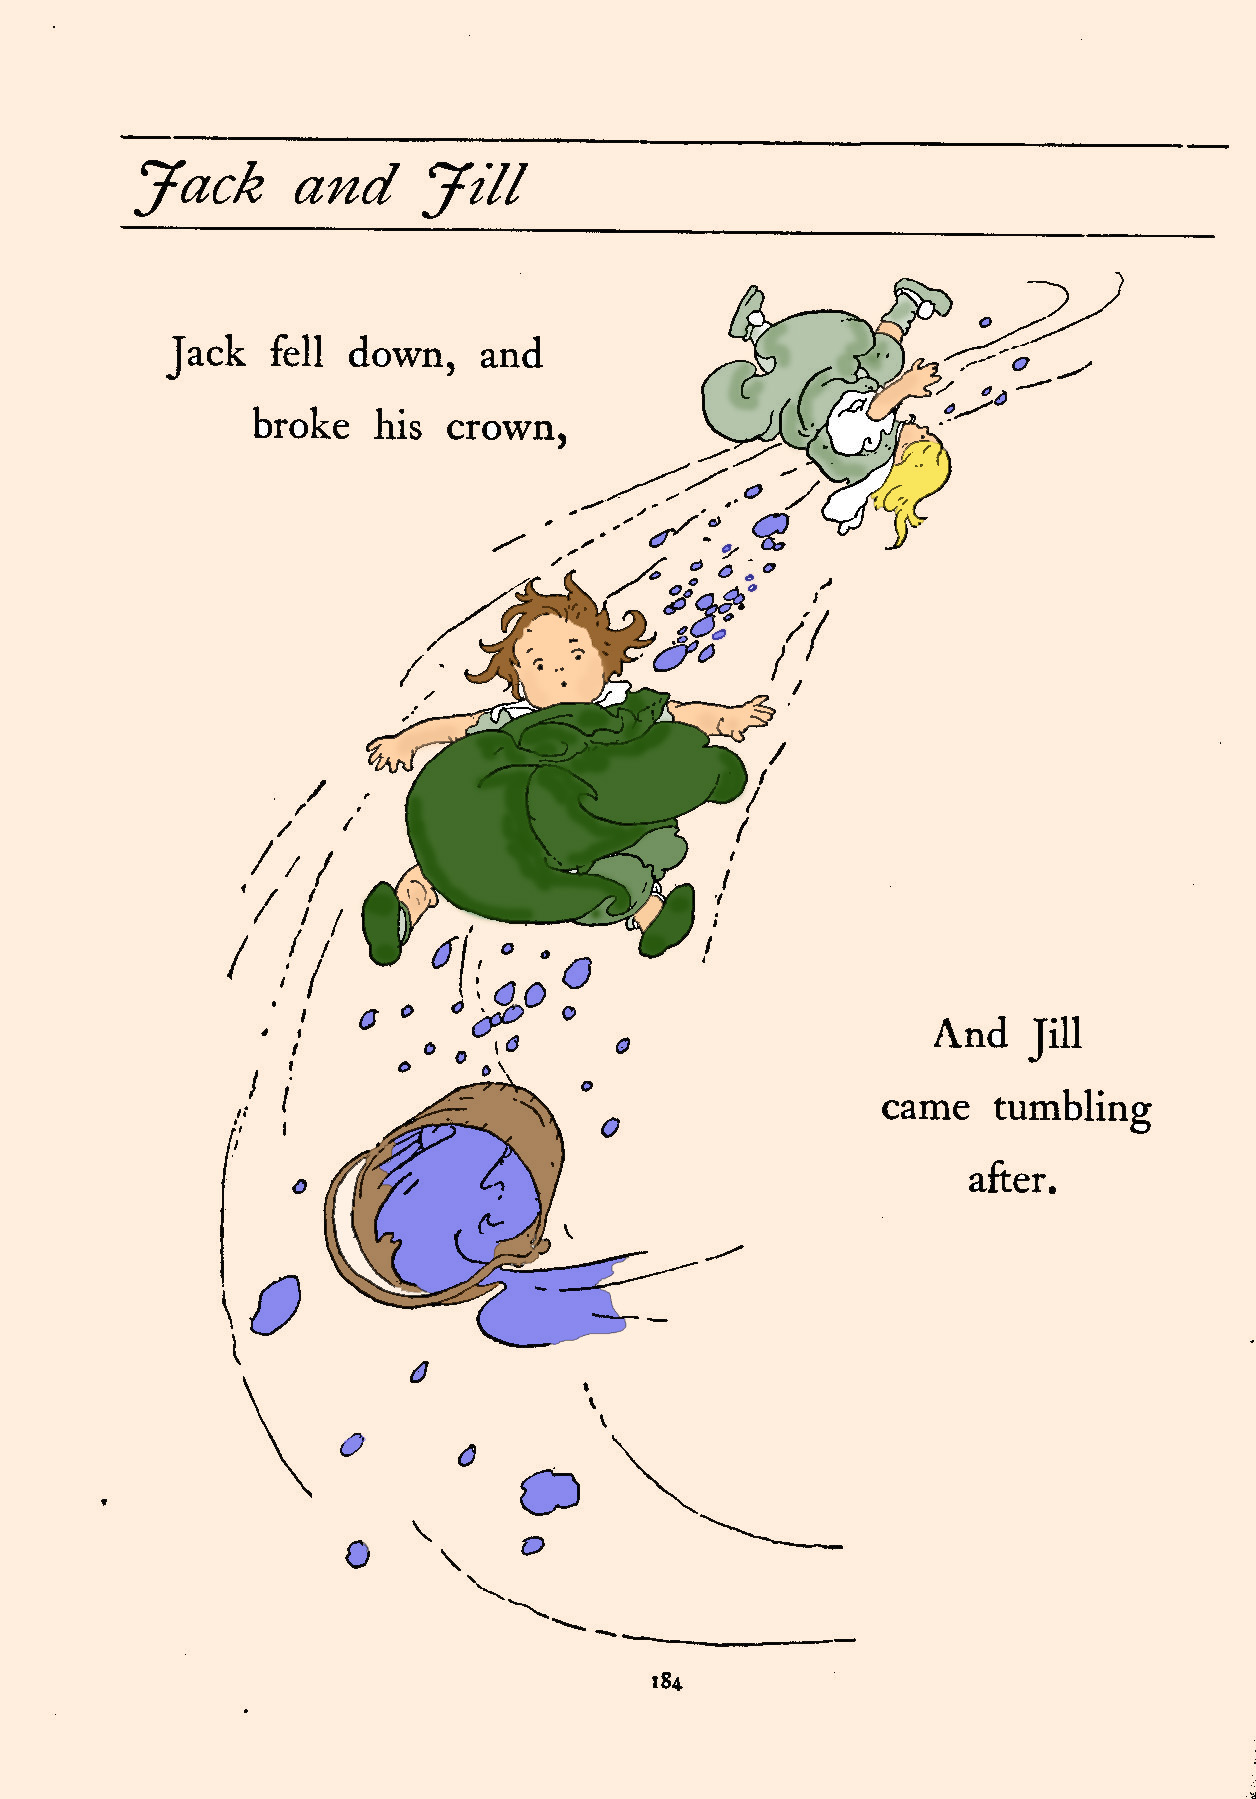 Jack and Jill
Jack fell down, and
broke his crown,
And Jill
came tumbling
after.
184